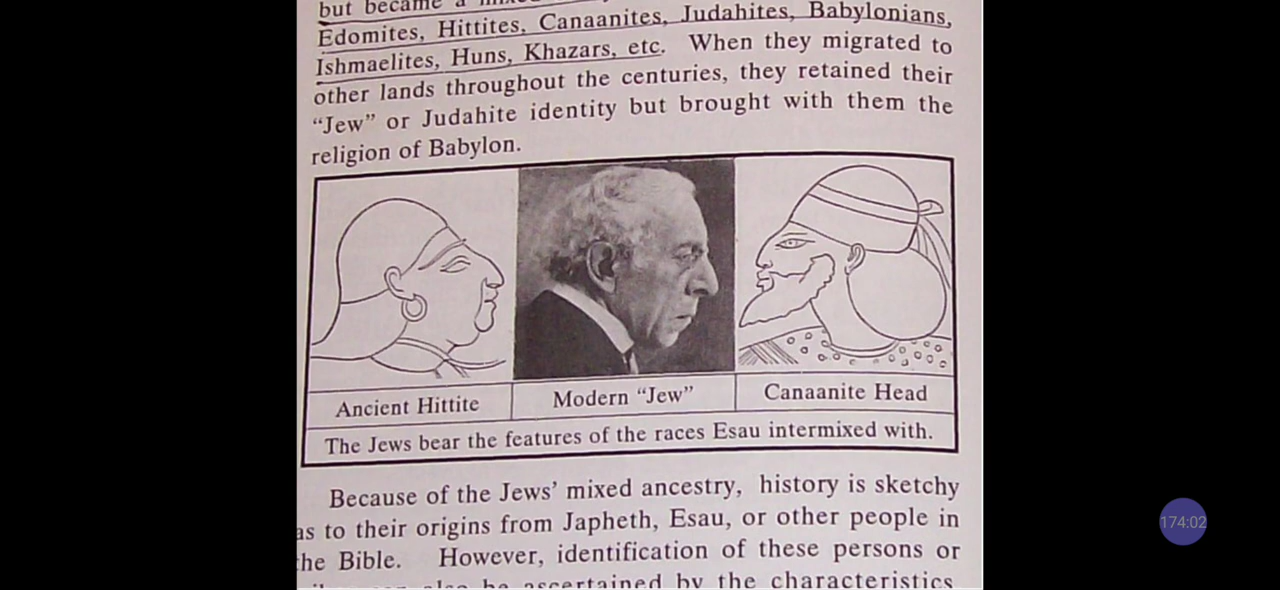 but became a
Edomites, Hittites, Canaanites, Judahites, Babylonians,
Ishmaelites, Huns, Khazars, etc. When they migrated to
other lands throughout the centuries, they retained their
“Jew” or Judahite identity but brought with them the
religion of Babylon.
Ancient Hittite
Modern “Jew”
Canaanite Head
The Jews bear the features of the races Esau intermixed with.
Because of the Jews’ mixed ancestry, history is sketchy
as to their origins from Japheth, Esau, or other people in
the Bible. However, identification of these persons or
also be ascertained by the characteristics
174:02